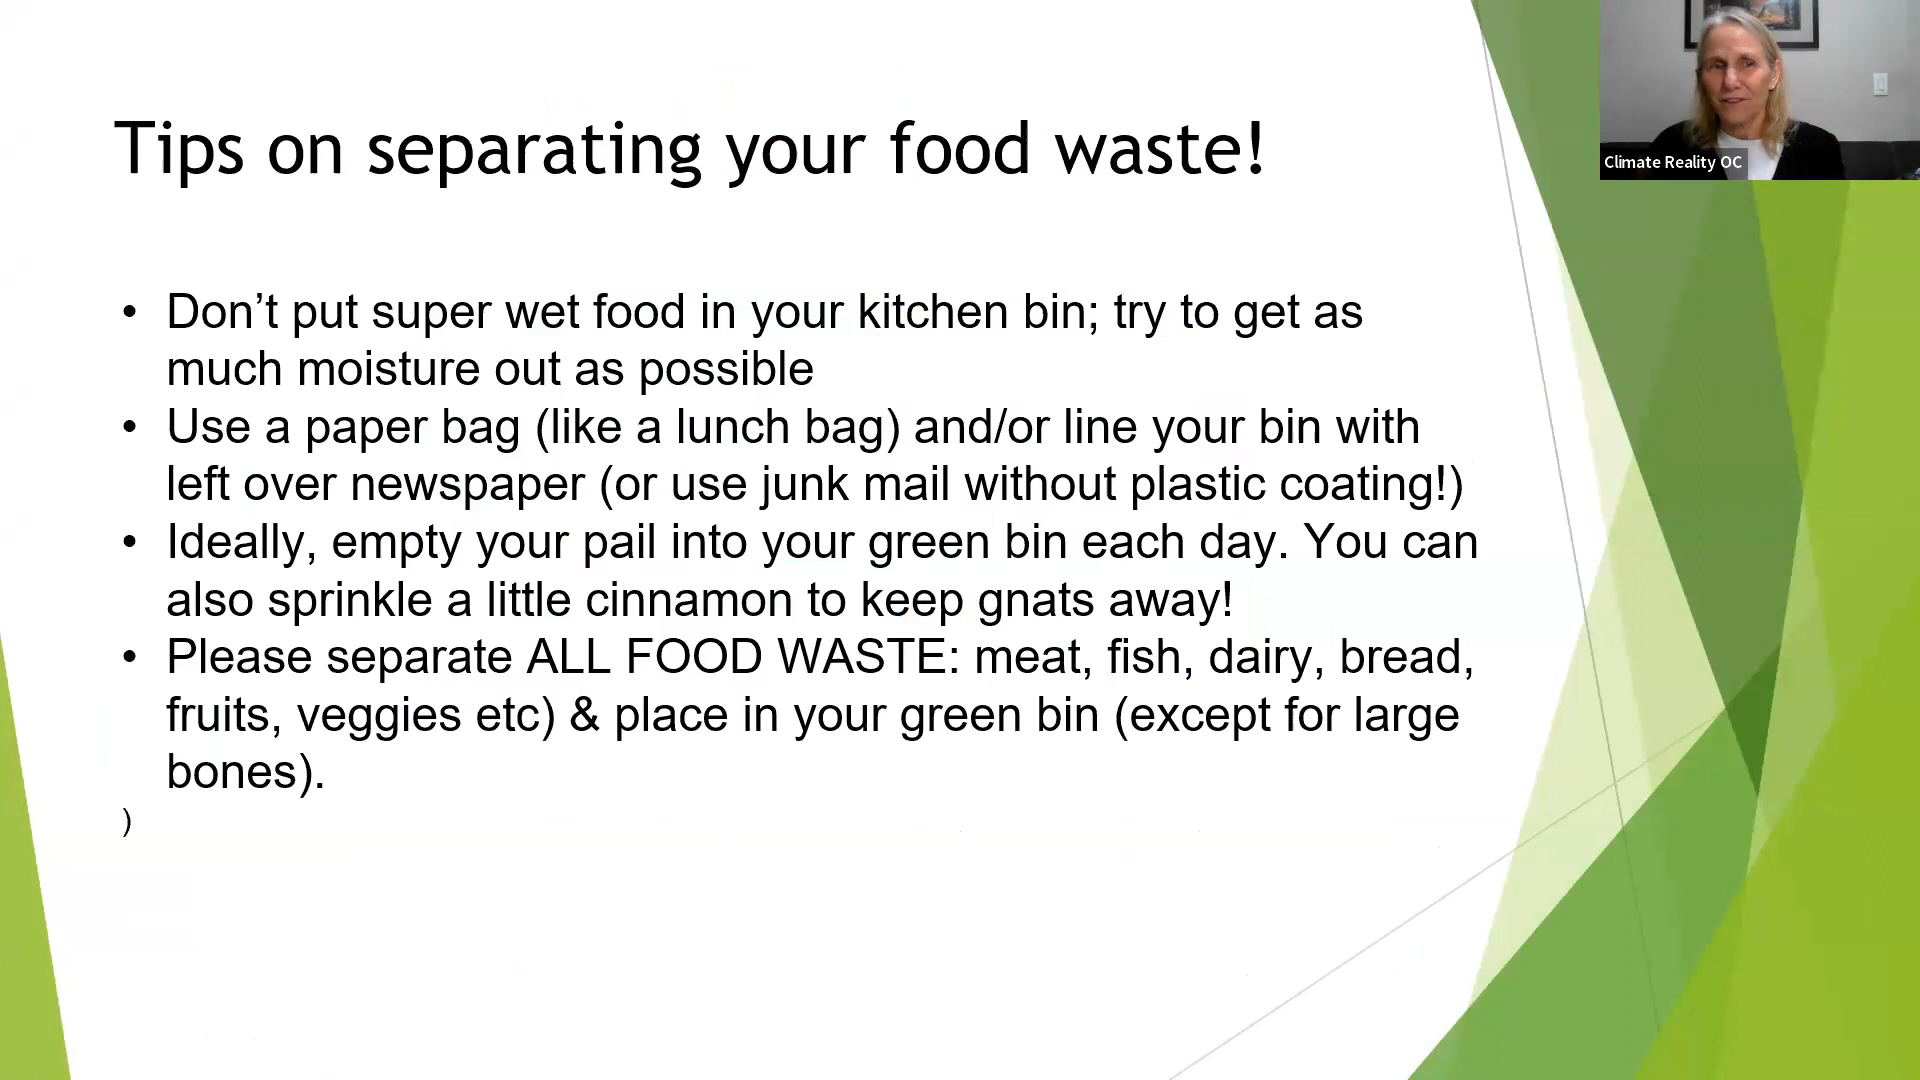 Tips on separating your food waste!
Climate Reality OC
• Don’t put super wet food in your kitchen bin; try to get as
much moisture out as possible
• Use a paper bag (like a lunch bag) and/or line your bin with
left over newspaper (or use junk mail without plastic coating!)
• Ideally, empty your pail into your green bin each day. You can
also sprinkle a little cinnamon to keep gnats away!
• Please separate ALL FOOD WASTE: meat, fish, dairy, bread,
fruits, veggies etc) & place in your green bin (except for large
bones).
)